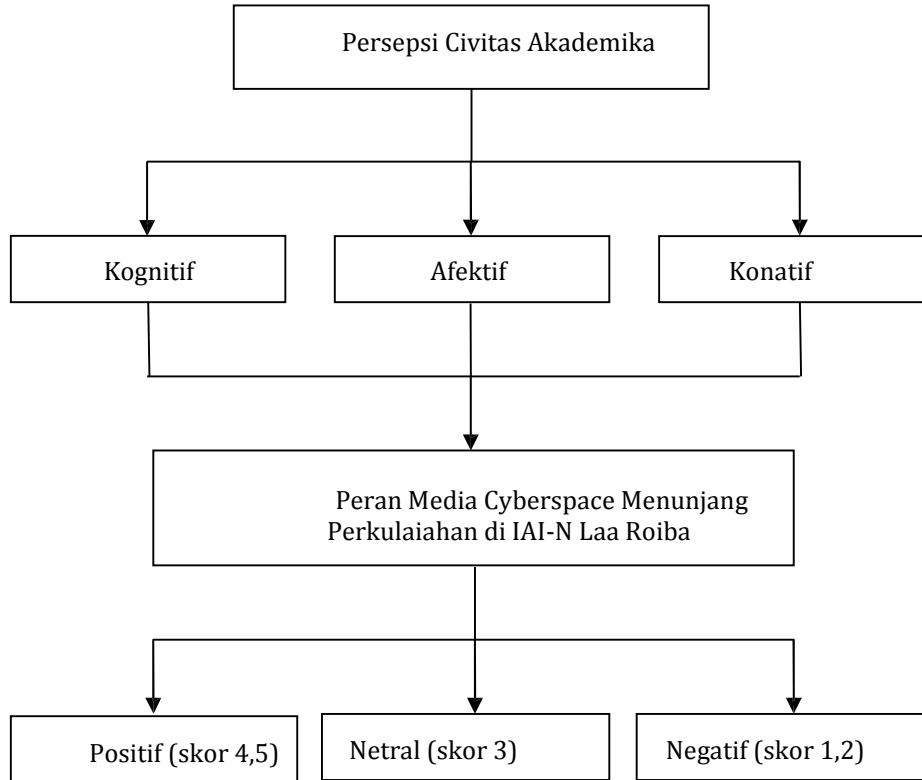 Persepsi Civitas Akademika
Kognitif
Afektif
Konatif
Peran Media Cyberspace Menunjang
Perkulaiahan di IAI-N Laa Roiba
Positif (skor 4,5)
Netral (skor 3)
Negatif (skor 1,2)